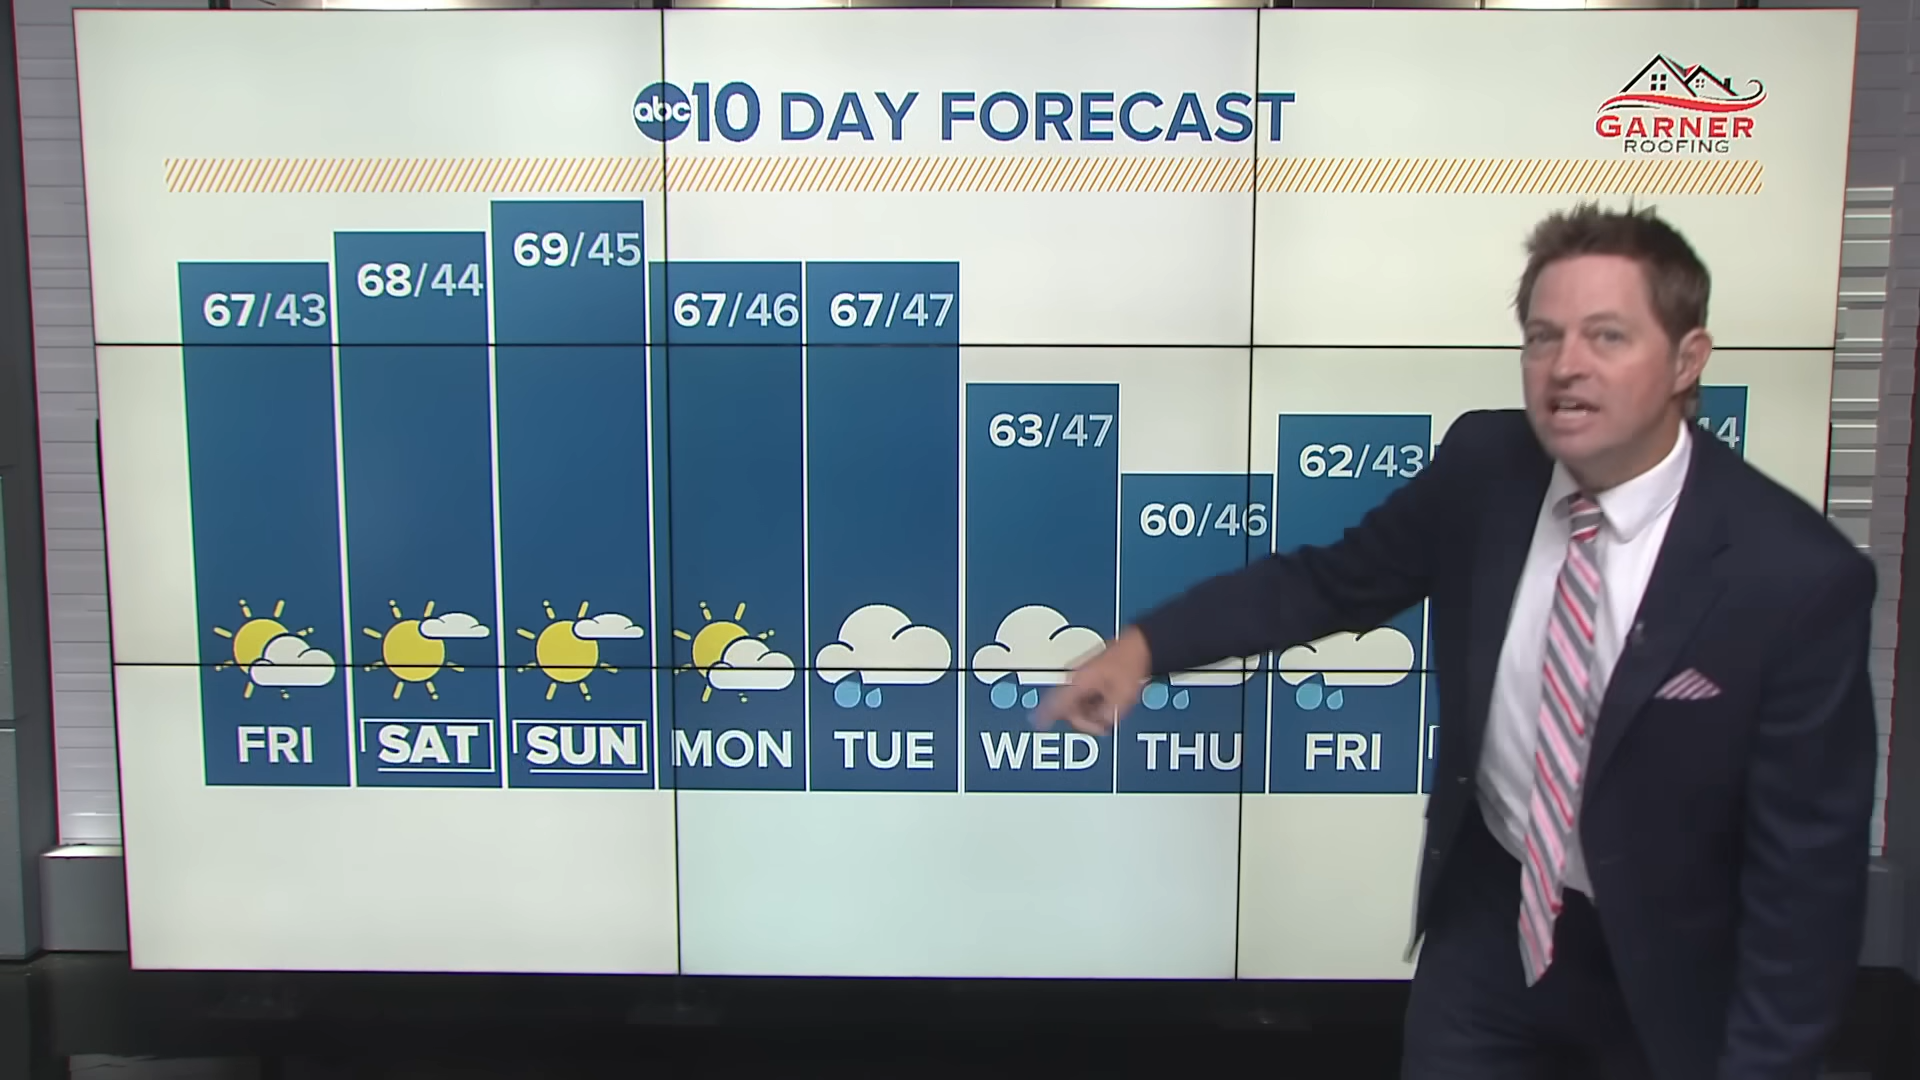 abc10 DAY FORECAST
GARNER
ROOFING
67/43
68/44
69/45
67/46
67/47
63/47
60/46
62/43
FRI
SAT
SUN
MON
TUE
WED
THU
FRI